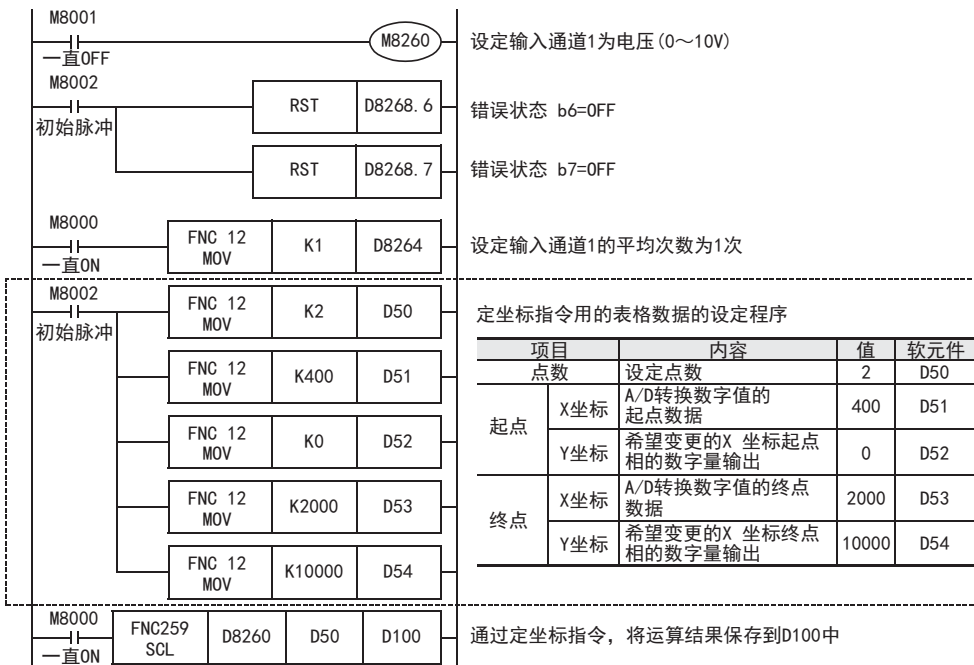 M8001
M8260 设定输入通道1为电压(0～10V)
一直OFF
M8002
RST D8268.6 错误状态 b6=OFF
初始脉冲
RST D8268.7 错误状态 b7=OFF
M8000
FNC 12
MOV K1 D8264 设定输入通道1的平均次数为1次
一直ON
M8002
FNC 12
MOV K2 D50
初始脉冲
FNC 12
MOV K400 D51
FNC 12
MOV K0 D52
FNC 12
MOV K2000 D53
FNC 12
MOV K10000 D54
定坐标指令用的表格数据的设定程序
项目 内容 值 软元件
点数 设定点数 2 D50
起点 X坐标 A/D转换数字值的
起点数据 400 D51
Y坐标 希望变更的X 坐标起点
相的数字量输出 0 D52
终点 X坐标 A/D转换数字值的终点
数据 2000 D53
Y坐标 希望变更的X 坐标终点
相的数字量输出 10000 D54
M8000
FNC259
SCL D8260 D50 D100 通过定坐标指令，将运算结果保存到D100中
一直ON